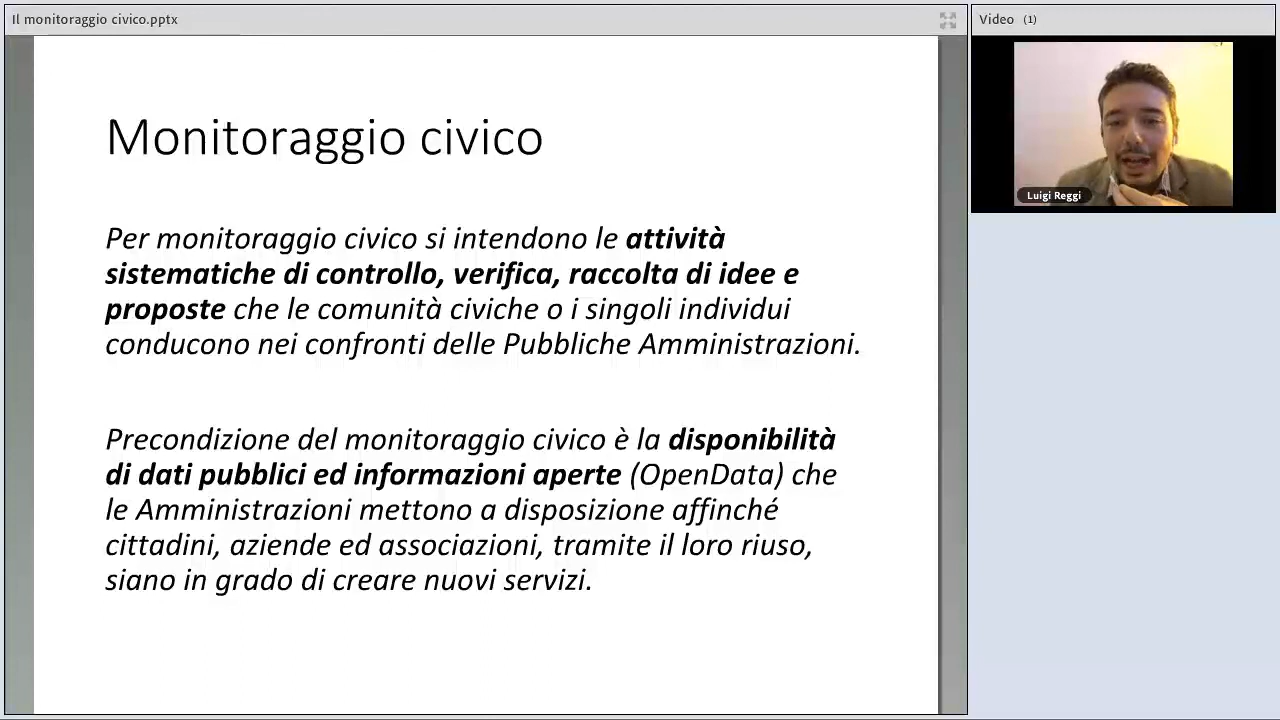 Il monitoraggio civico.pptx
Video (1)
Luigi Reggi
Monitoraggio civico
Per monitoraggio civico si intendono le attività
sistematiche di controllo, verifica, raccolta di idee e
proposte che le comunità civiche o i singoli individui
conducono nei confronti delle Pubbliche Amministrazioni.
Precondizione del monitoraggio civico è la disponibilità
di dati pubblici ed informazioni aperte (OpenData) che
le Amministrazioni mettono a disposizione affinché
cittadini, aziende ed associazioni, tramite il loro riuso,
siano in grado di creare nuovi servizi.